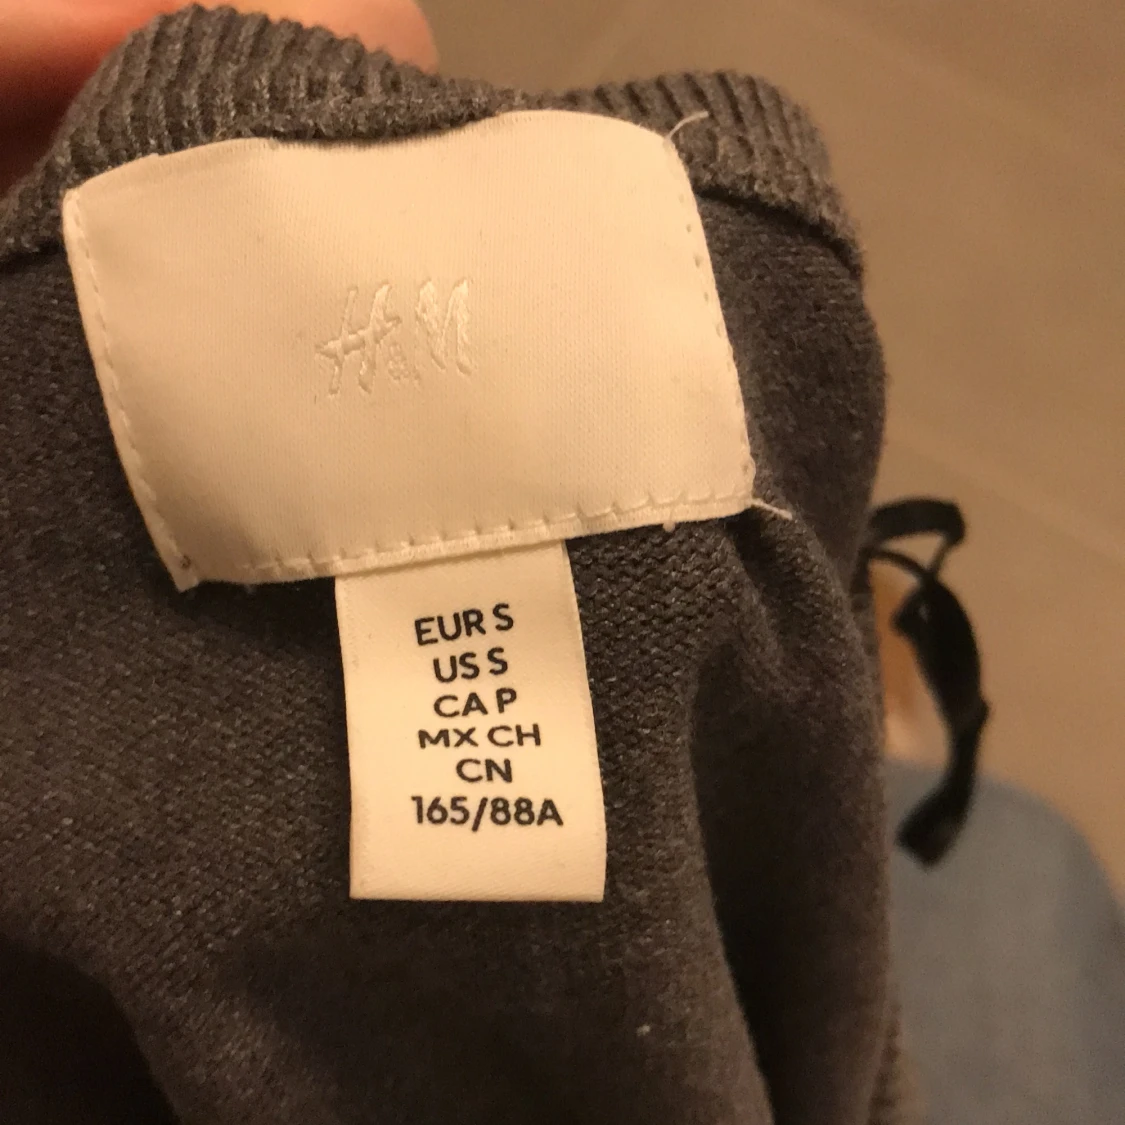 H&M
EUR S
US S
CA P
MX CH
CN
165/88A